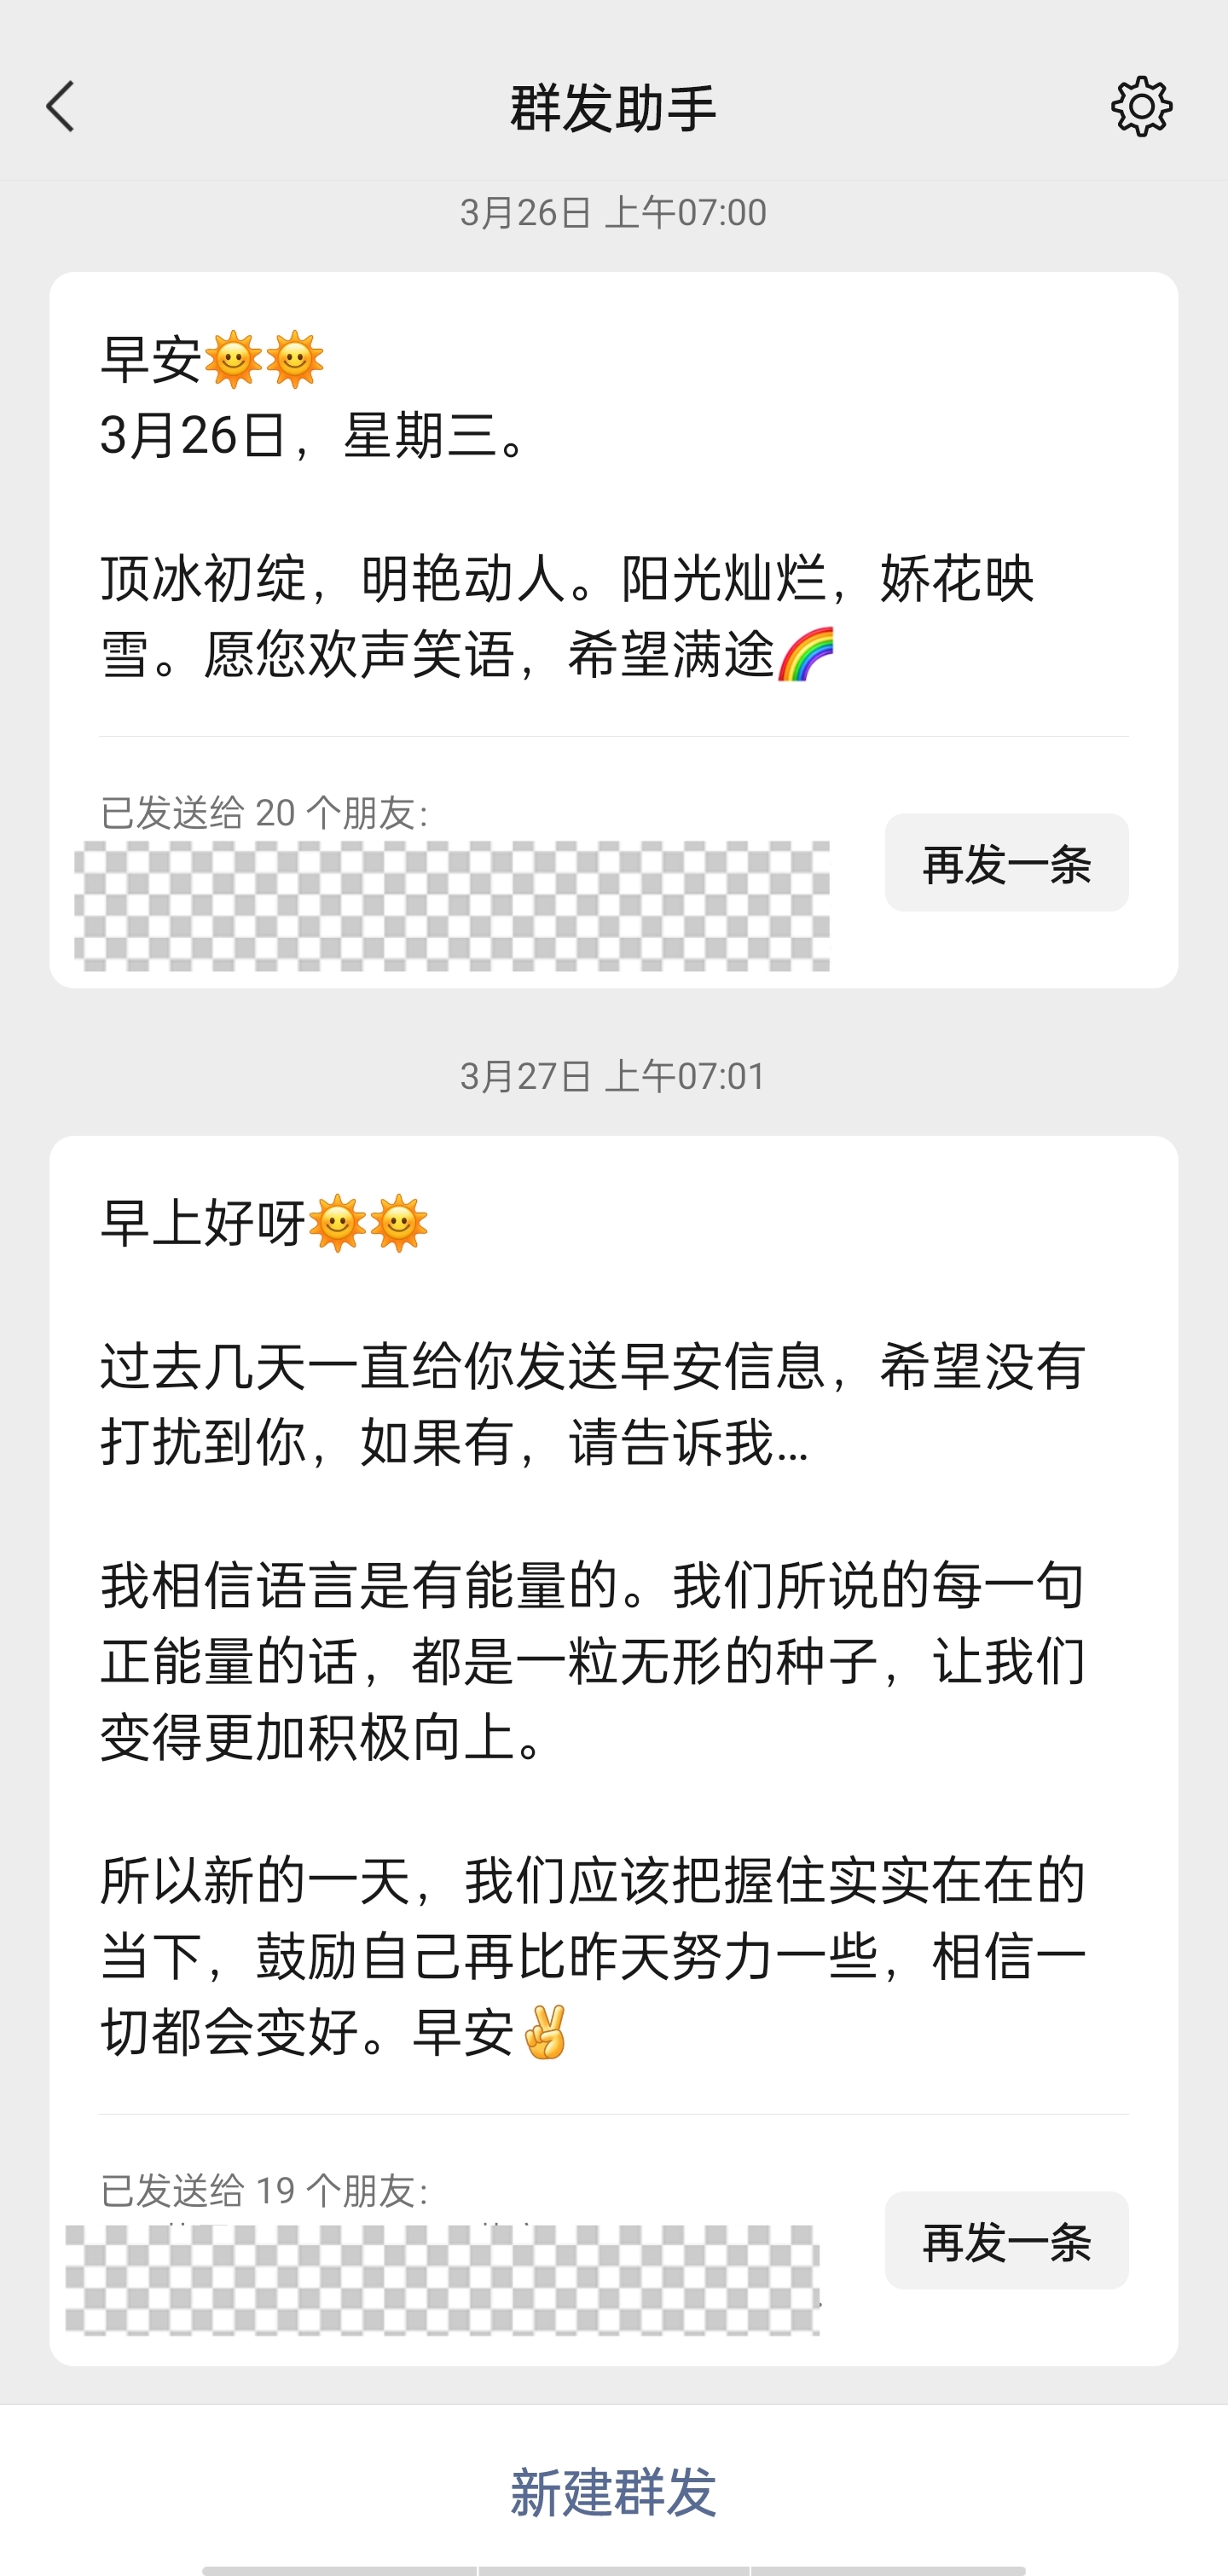 群发助手
3月26日 上午07:00
早安🌞🌞
3月26日，星期三。
顶冰初绽，明艳动人。阳光灿烂，娇花映
雪。愿您欢声笑语，希望满途🌈
已发送给 20 个朋友：
再发一条
3月27日 上午07:01
早上好呀🌞🌞
过去几天一直给你发送早安信息，希望没有
打扰到你，如果有，请告诉我...
我相信语言是有能量的。我们所说的每一句
正能量的话，都是一粒无形的种子，让我们
变得更加积极向上。
所以新的一天，我们应该把握住实实在在的
当下，鼓励自己再比昨天努力一些，相信一
切都会变好。早安✌
已发送给 19 个朋友：
再发一条
新建群发